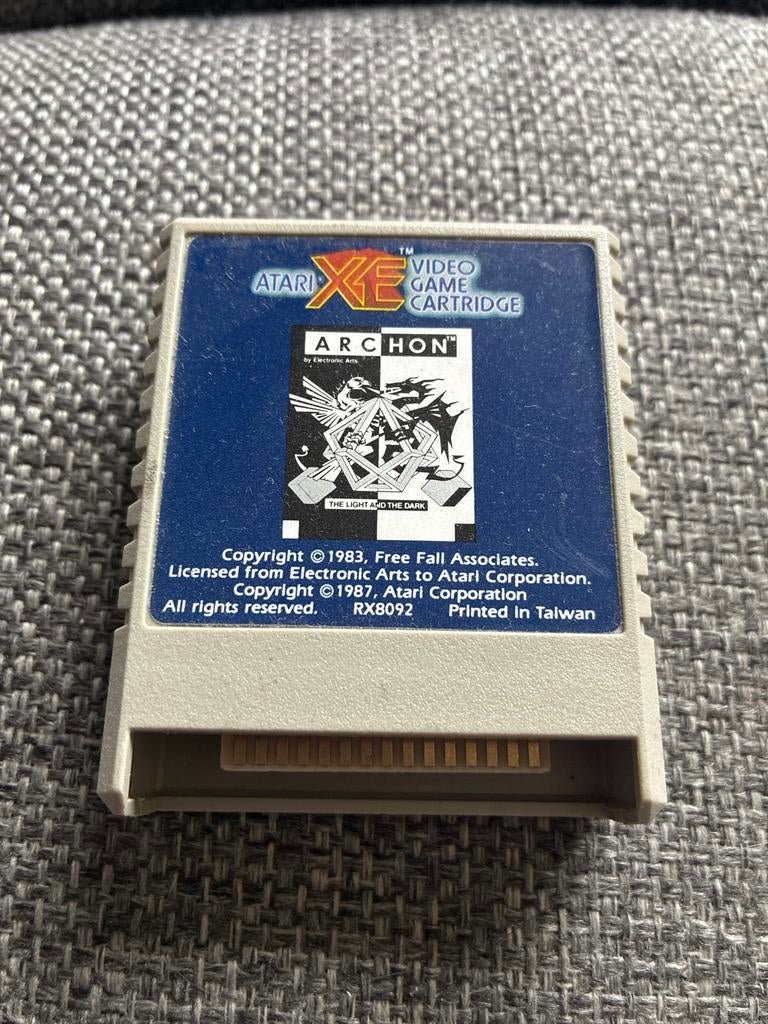 ATARI XE™ VIDEO
GAME
CARTRIDGE
ARCHON™
by Electronic Arts.
THE LIGHT AND THE DARK
Copyright ©1983, Free Fall Associates.
Licensed from Electronic Arts to Atari Corporation.
Copyright ©1987, Atari Corporation
All rights reserved. RX8092 Printed in Taiwan